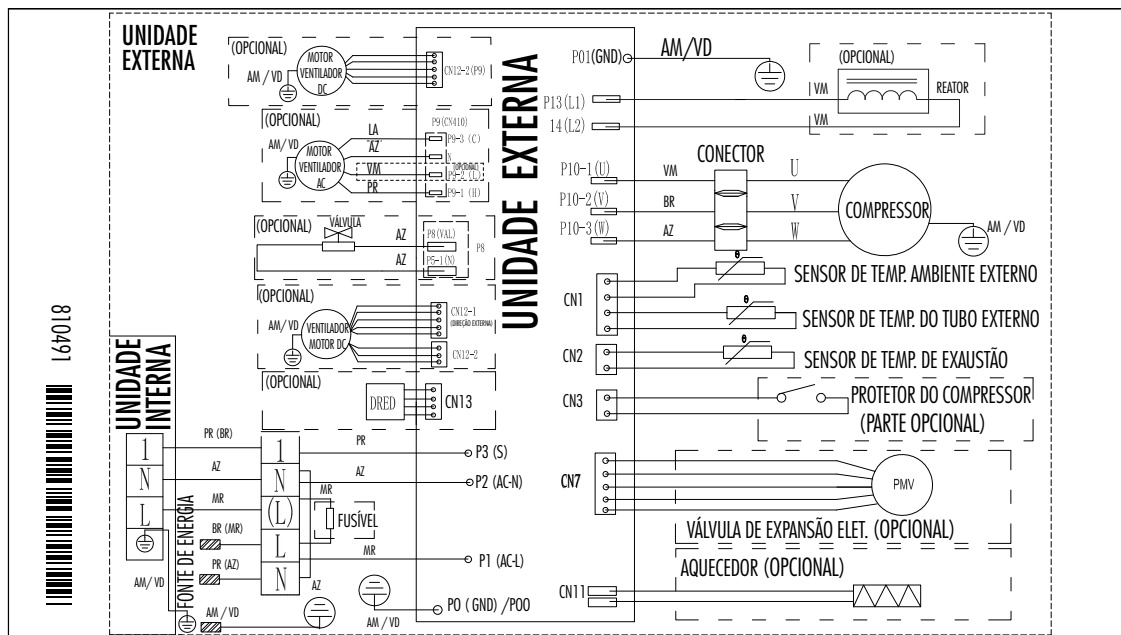 UNIDADE
EXTERNA
(OPCIONAL)
MOTOR
VENTILADOR
DC
AM / VD
CN12-2(P9)
(OPCIONAL)
P9(CN410)
LA
AZ
VM
PR
P9-3 (C)
N
(OPCIONAL)
P9-2 (L)
P9-1 (H)
AM/VD
MOTOR
VENTILADOR
AC
(OPCIONAL)
VÁLVULA
AZ
AZ
P8(VAL)
P5-1(N)
P8
(OPCIONAL)
AM/VD
VENTILADOR
MOTOR DC
CN12-1
(DIREÇÃO EXTERNA)
CN12-2
(OPCIONAL)
DRED
CN13
UNIDADE EXTERNA
P01(GND)
AM/VD
P13(L1)
14(L2)
VM
VM
(OPCIONAL)
REATOR
CONECTOR
P10-1(U)
P10-2(V)
P10-3(W)
VM
BR
AZ
U
V
W
COMPRESSOR
AM / VD
CN1
θ
SENSOR DE TEMP. AMBIENTE EXTERNO
θ
SENSOR DE TEMP. DO TUBO EXTERNO
CN2
θ
SENSOR DE TEMP. DE EXAUSTÃO
CN3
PROTETOR DO COMPRESSOR
(PARTE OPCIONAL)
CN7
PMV
VÁLVULA DE EXPANSÃO ELET. (OPCIONAL)
AQUECEDOR (OPCIONAL)
CN11
810491
UNIDADE
INTERNA
1
N
L
PR (BR)
AZ
MR
BR (MR)
PR (AZ)
AM / VD
AM/ VD
FONTE DE ENERGIA
1
N
(L)
L
N
PR
AZ
MR
FUSÍVEL
MR
AZ
P3 (S)
P2 (AC-N)
P1 (AC-L)
P0 ( GND) /P00
AM / VD